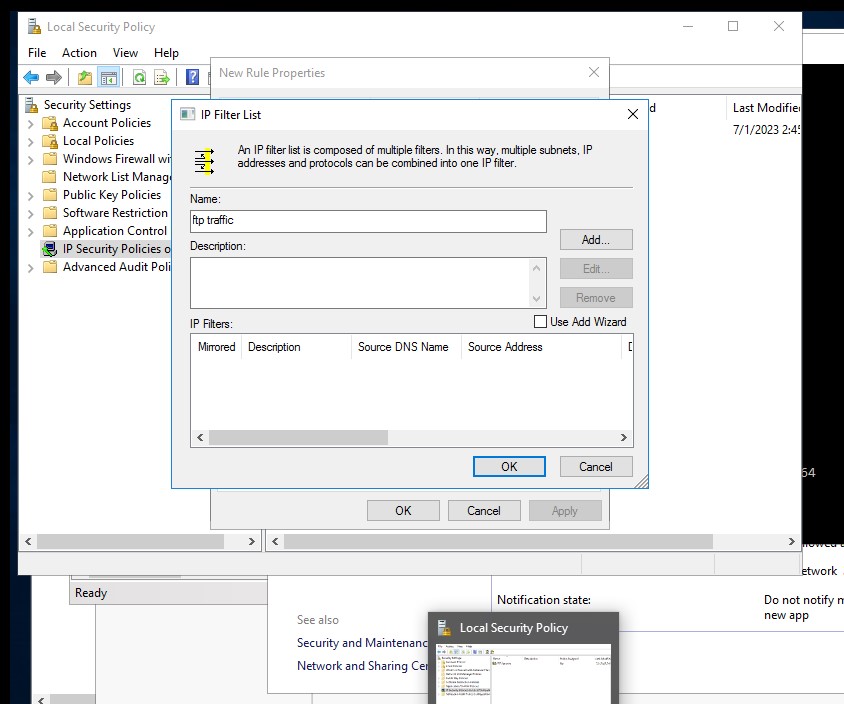 Local Security Policy
File Action View Help
New Rule Properties
Security Settings
Account Policies
Local Policies
Windows Firewall wi
Network List Manag
Public Key Policies
Software Restriction
Application Control
IP Security Policies o
Advanced Audit Poli
d
Last Modifie
7/1/2023 2:45
IP Filter List
An IP filter list is composed of multiple filters. In this way, multiple subnets, IP
addresses and protocols can be combined into one IP filter.
Name:
ftp traffic
Description:
Add...
Edit...
Remove
IP Filters:
Use Add Wizard
Mirrored Description Source DNS Name Source Address
OK Cancel
OK Cancel Apply
64
etwork
Ready
See also
Security and Maintenanc
Network and Sharing Cen
Notification state:
Do not notify m
new app
Local Security Policy